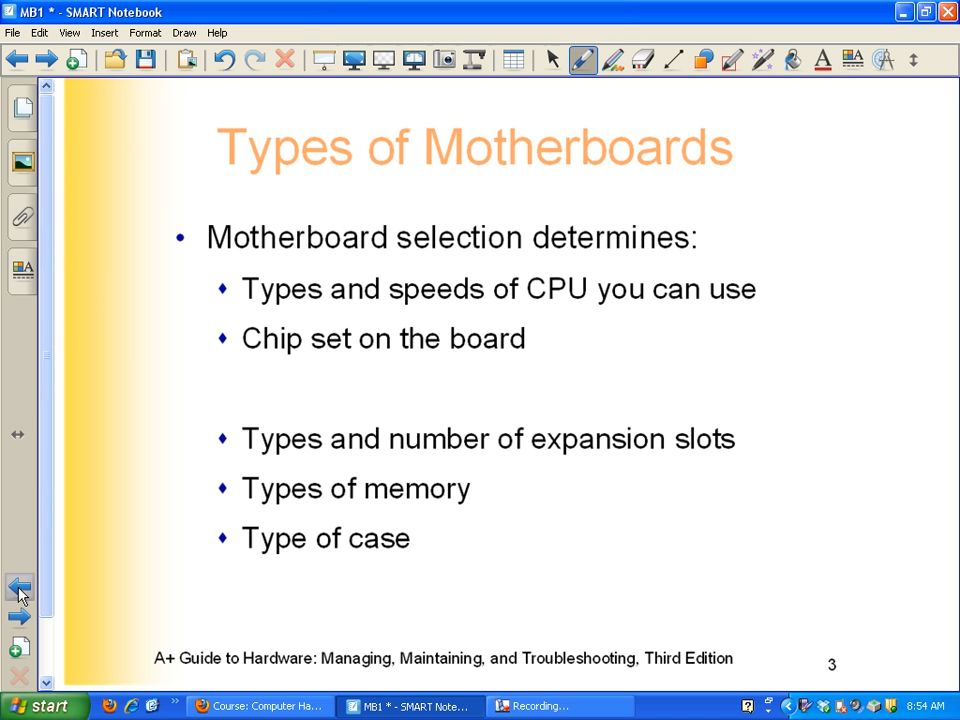 MB1 * - SMART Notebook
File Edit View Insert Format Draw Help
Types of Motherboards
• Motherboard selection determines:
Types and speeds of CPU you can use
Chip set on the board
Types and number of expansion slots
Types of memory
Type of case
A+ Guide to Hardware: Managing, Maintaining, and Troubleshooting, Third Edition
3
start
Course: Computer Ha...
MB1 * - SMART Note...
Recording...
8:54 AM